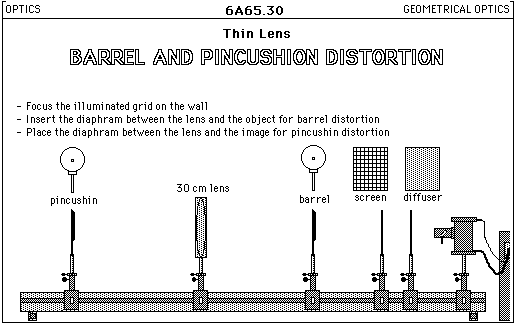 OPTICS 6A65.30 GEOMETRICAL OPTICS
Thin Lens
BARREL AND PINCUSHION DISTORTION
- Focus the illuminated grid on the wall
- Insert the diaphram between the lens and the object for barrel distortion
- Place the diaphram between the lens and the image for pincushin distortion
30 cm lens
pincushin barrel screen diffuser